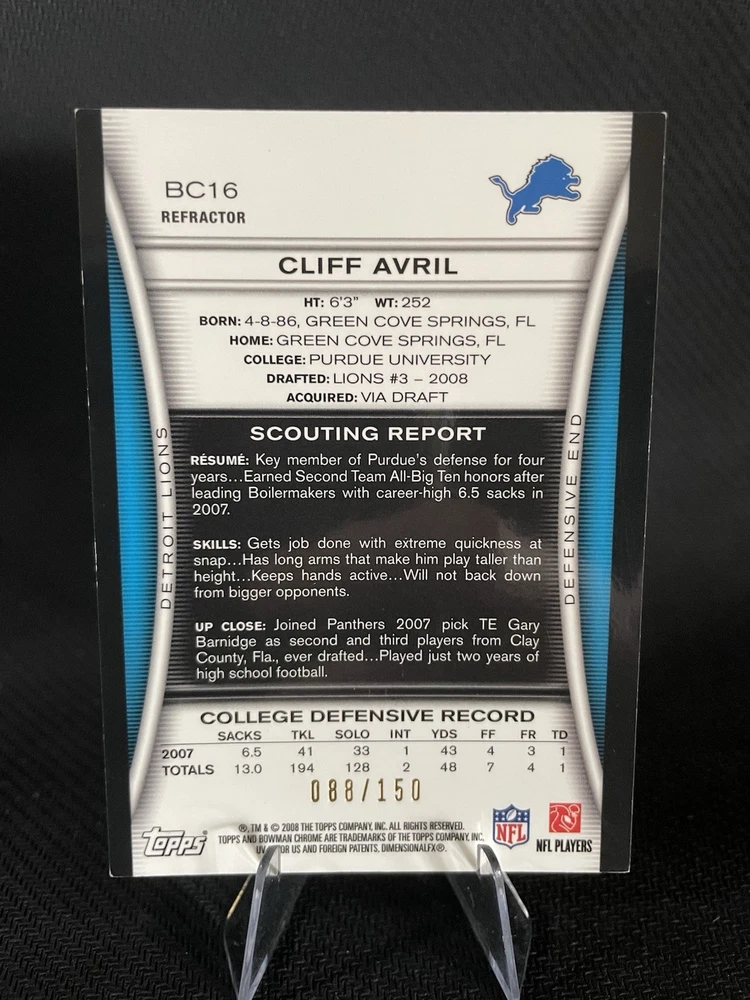 BC16
REFRACTOR
CLIFF AVRIL
HT: 6'3" WT: 252
BORN: 4-8-86, GREEN COVE SPRINGS, FL
HOME: GREEN COVE SPRINGS, FL
COLLEGE: PURDUE UNIVERSITY
DRAFTED: LIONS #3 – 2008
ACQUIRED: VIA DRAFT
DETROIT LIONS
DEFENSIVE END
SCOUTING REPORT
RÉSUMÉ: Key member of Purdue's defense for four
years...Earned Second Team All-Big Ten honors after
leading Boilermakers with career-high 6.5 sacks in
2007.
SKILLS: Gets job done with extreme quickness at
snap...Has long arms that make him play taller than
height...Keeps hands active...Will not back down
from bigger opponents.
UP CLOSE: Joined Panthers 2007 pick TE Gary
Barnidge as second and third players from Clay
County, Fla., ever drafted...Played just two years of
high school football.
COLLEGE DEFENSIVE RECORD
SACKS TKL SOLO INT YDS FF FR TD
2007 6.5 41 33 1 43 4 3 1
TOTALS 13.0 194 128 2 48 7 4 1
088/150
®, TM & © 2008 THE TOPPS COMPANY, INC. ALL RIGHTS RESERVED.
TOPPS AND BOWMAN CHROME ARE TRADEMARKS OF THE TOPPS COMPANY, INC.
US AND FOREIGN PATENTS, DIMENSIONALFX®.
TOPPS
NFL
NFL PLAYERS